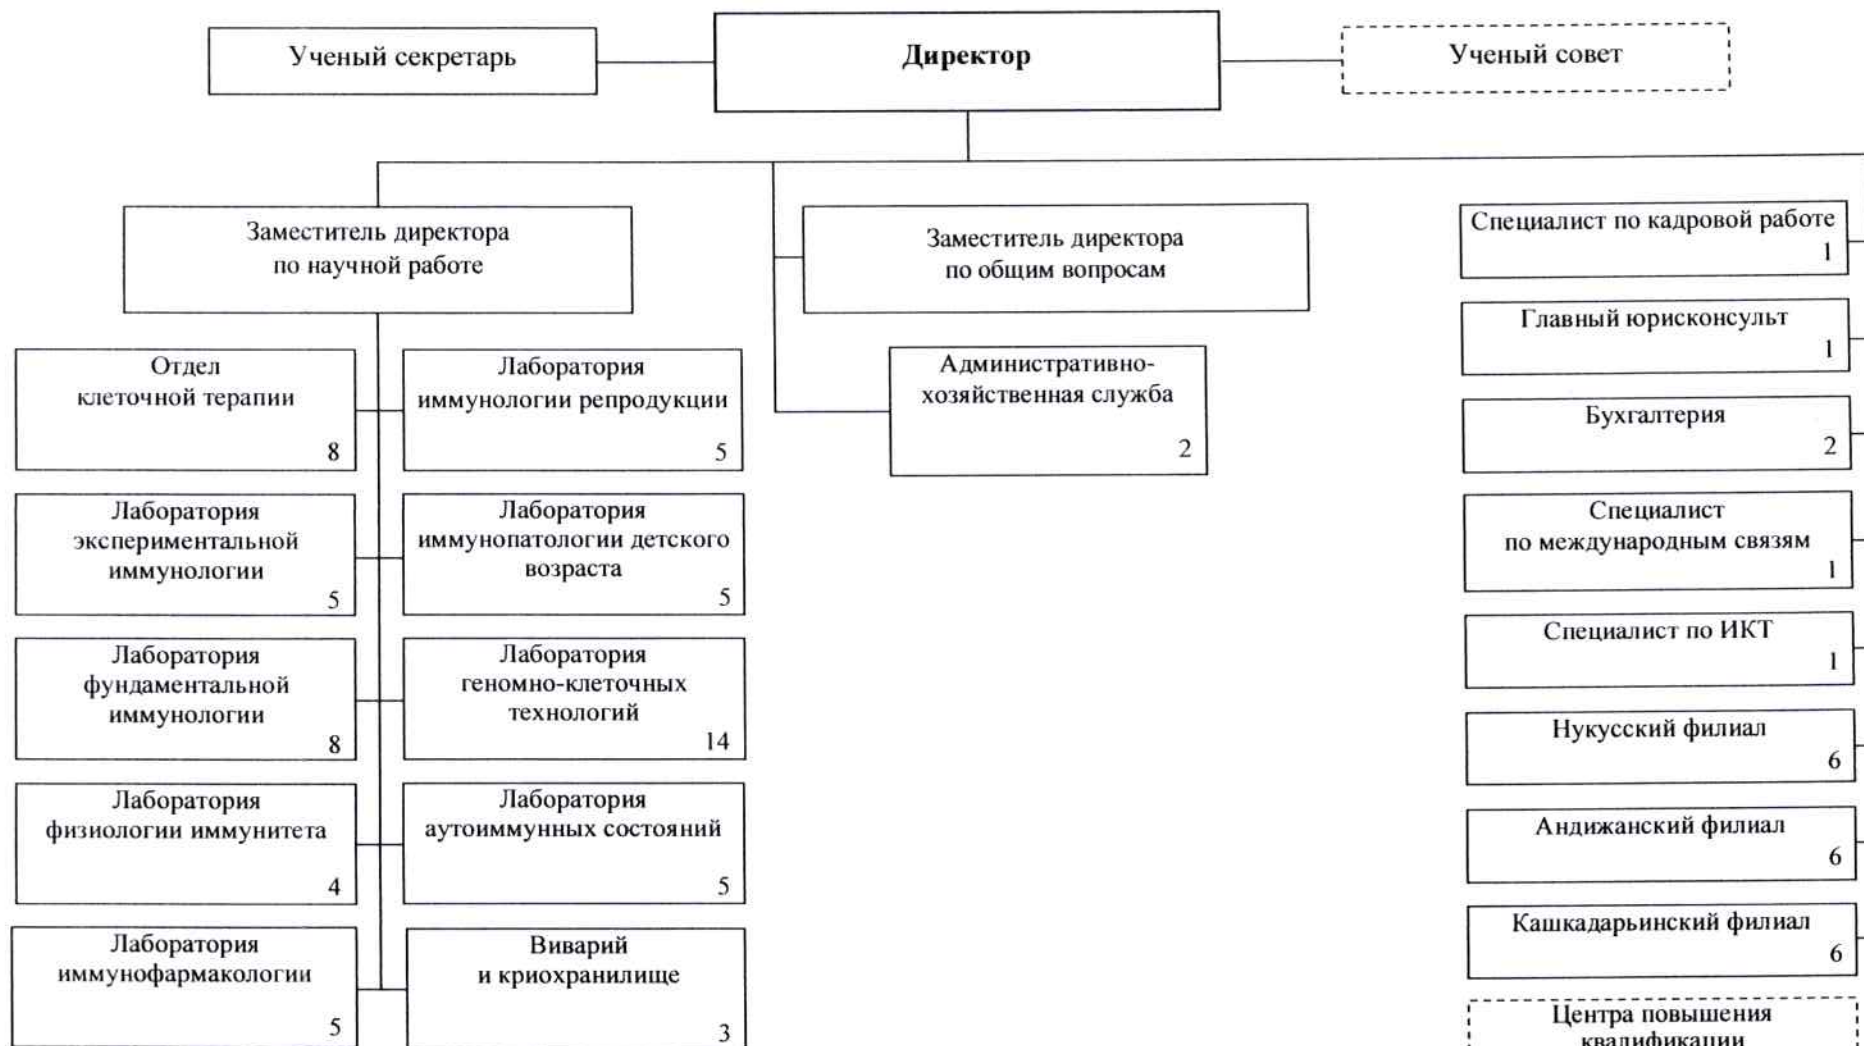 Ученый секретарь
Директор
Ученый совет
Заместитель директора
по научной работе
Заместитель директора
по общим вопросам
Специалист по кадровой работе
1
Главный юрисконсульт
1
Отдел
клеточной терапии
8
Лаборатория
иммунологии репродукции
5
Административно-
хозяйственная служба
2
Бухгалтерия
2
Лаборатория
экспериментальной
иммунологии
5
Лаборатория
иммунопатологии детского
возраста
5
Специалист
по международным связям
1
Специалист по ИКТ
1
Лаборатория
фундаментальной
иммунологии
8
Лаборатория
геномно-клеточных
технологий
14
Нукусский филиал
6
Лаборатория
физиологии иммунитета
4
Лаборатория
аутоиммунных состояний
5
Андижанский филиал
6
Кашкадарьинский филиал
6
Лаборатория
иммунофармакологии
5
Виварий
и криохранилище
3
Центра повышения
квалификации